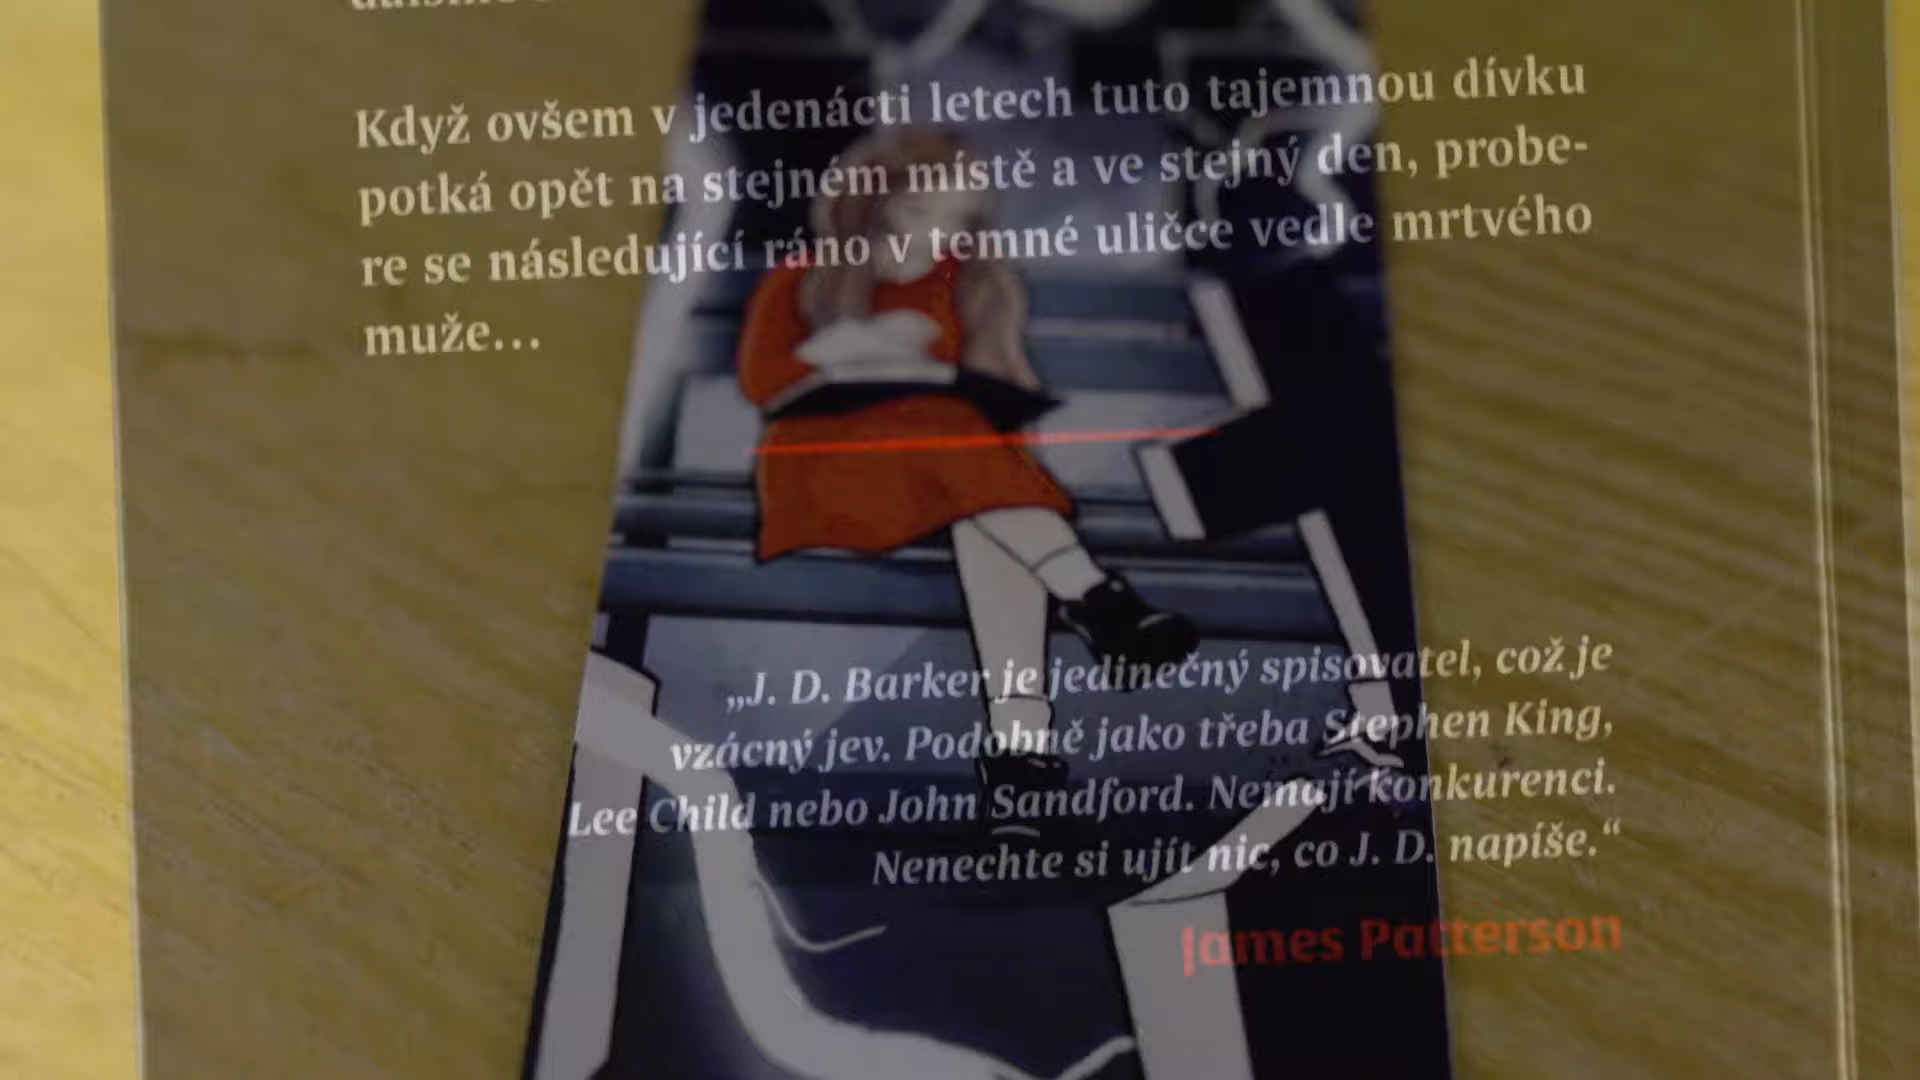 Když ovšem v jedenácti letech tuto tajemnou dívku
potká opět na stejném místě a ve stejný den, probe-
re se následující ráno v temné uličce vedle mrtvého
muže…
„J. D. Barker je jedinečný spisovatel, což je
vzácný jev. Podobně jako třeba Stephen King,
Lee Child nebo John Sandford. Nemají konkurenci.
Nenechte si ujít nic, co J. D. napíše.“
James Patterson